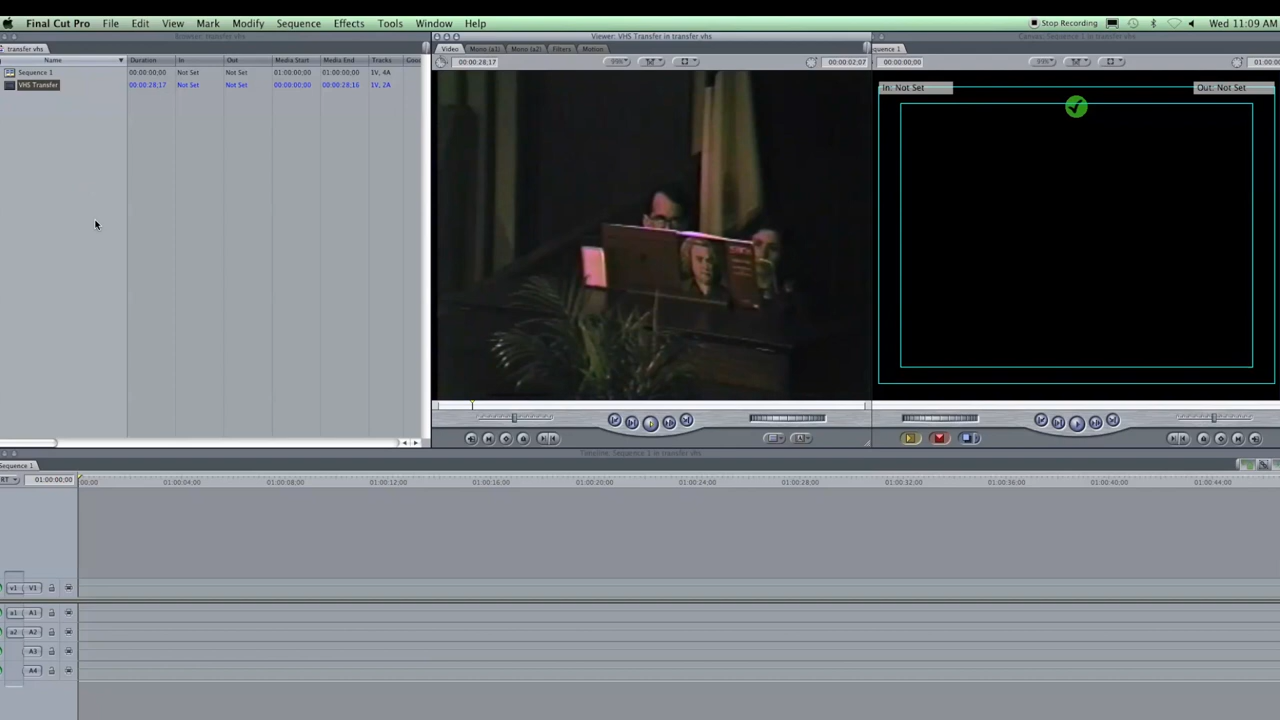 Final Cut Pro File Edit View Mark Modify Sequence Effects Tools Window Help Stop Recording Wed 11:09 AM
Browser: transfer vhs
Viewer: VHS Transfer in transfer vhs
Canvas: Sequence 1 in transfer vhs
transfer vhs
Video Mono (a1) Mono (a2) Filters Motion
equence 1
Name Duration In Out Media Start Media End Tracks Good
00:00:28;17 99% 00:00:02;07
00:00:00;00 99% 01:00:00
Sequence 1 00:00:00;00 Not Set Not Set 01:00:00;00 01:00:00;00 1V, 4A
VHS Transfer 00:00:28;17 Not Set Not Set 00:00:00;00 00:00:28;16 1V, 2A
In: Not Set Out: Not Set
Timeline: Sequence 1 in transfer vhs
Sequence 1
RT 01:00:00;00 00;00 01:00:04;00 01:00:08;00 01:00:12;00 01:00:16;00 01:00:20;00 01:00:24;00 01:00:28;00 01:00:32;00 01:00:36;00 01:00:40;00 01:00:44;00
v1 V1
a1 A1
a2 A2
A3
A4